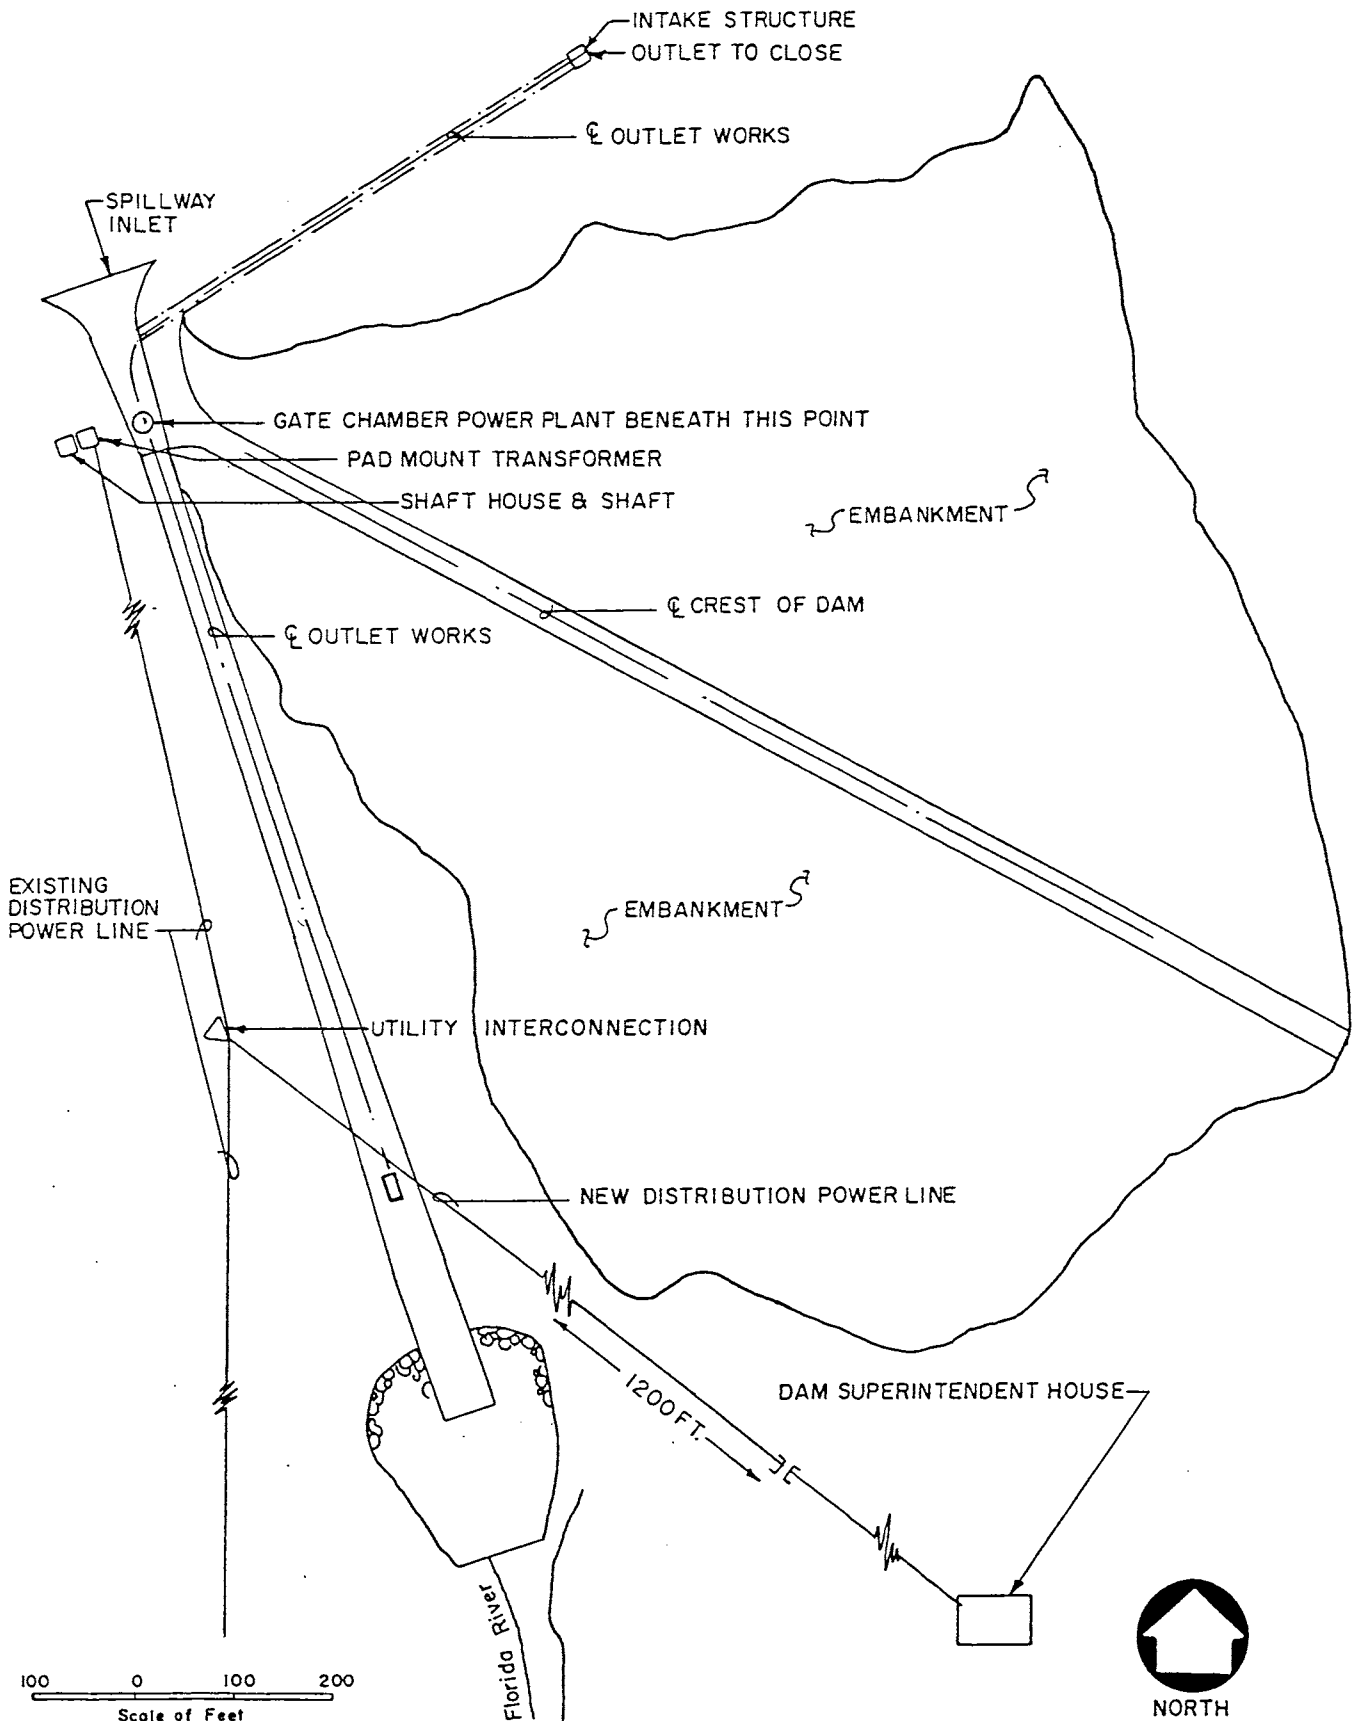 INTAKE STRUCTURE
OUTLET TO CLOSE
℄ OUTLET WORKS
SPILLWAY
INLET
GATE CHAMBER POWER PLANT BENEATH THIS POINT
PAD MOUNT TRANSFORMER
SHAFT HOUSE & SHAFT
EMBANKMENT
℄ CREST OF DAM
℄ OUTLET WORKS
EXISTING
DISTRIBUTION
POWER LINE
EMBANKMENT
UTILITY INTERCONNECTION
NEW DISTRIBUTION POWER LINE
1200 FT.
DAM SUPERINTENDENT HOUSE
Florida River
100 0 100 200
Scale of Feet
NORTH